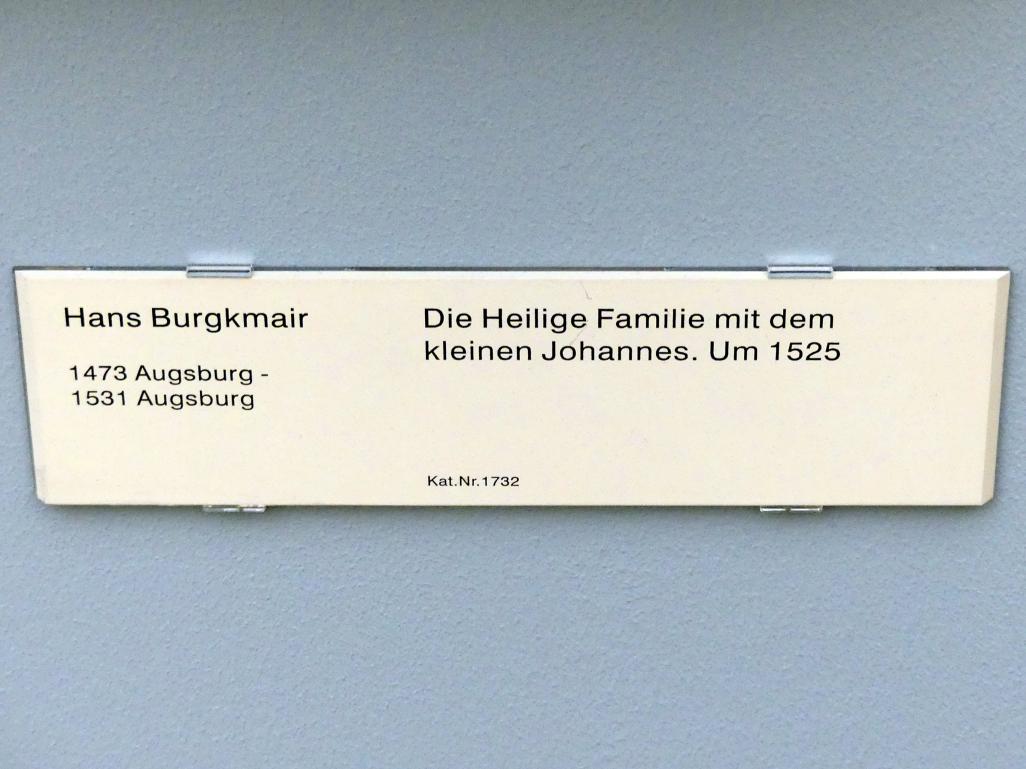 Hans Burgkmair
1473 Augsburg -
1531 Augsburg
Die Heilige Familie mit dem
kleinen Johannes. Um 1525
Kat.Nr.1732